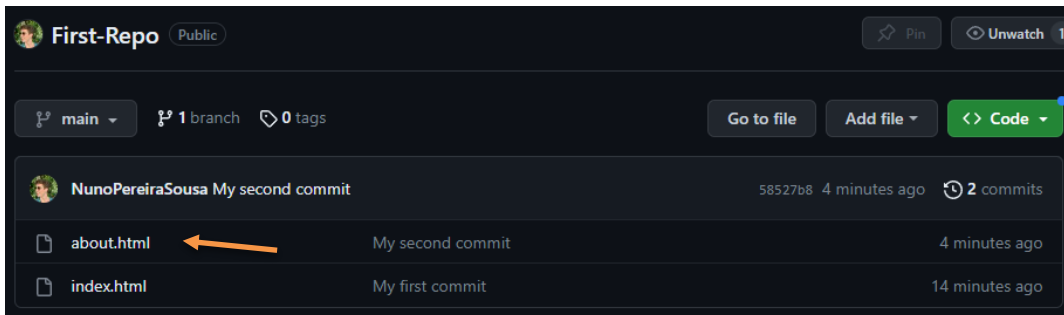 First-Repo Public Pin Unwatch 1
main 1 branch 0 tags Go to file Add file <> Code
NunoPereiraSousa My second commit 58527b8 4 minutes ago 2 commits
about.html My second commit 4 minutes ago
index.html My first commit 14 minutes ago